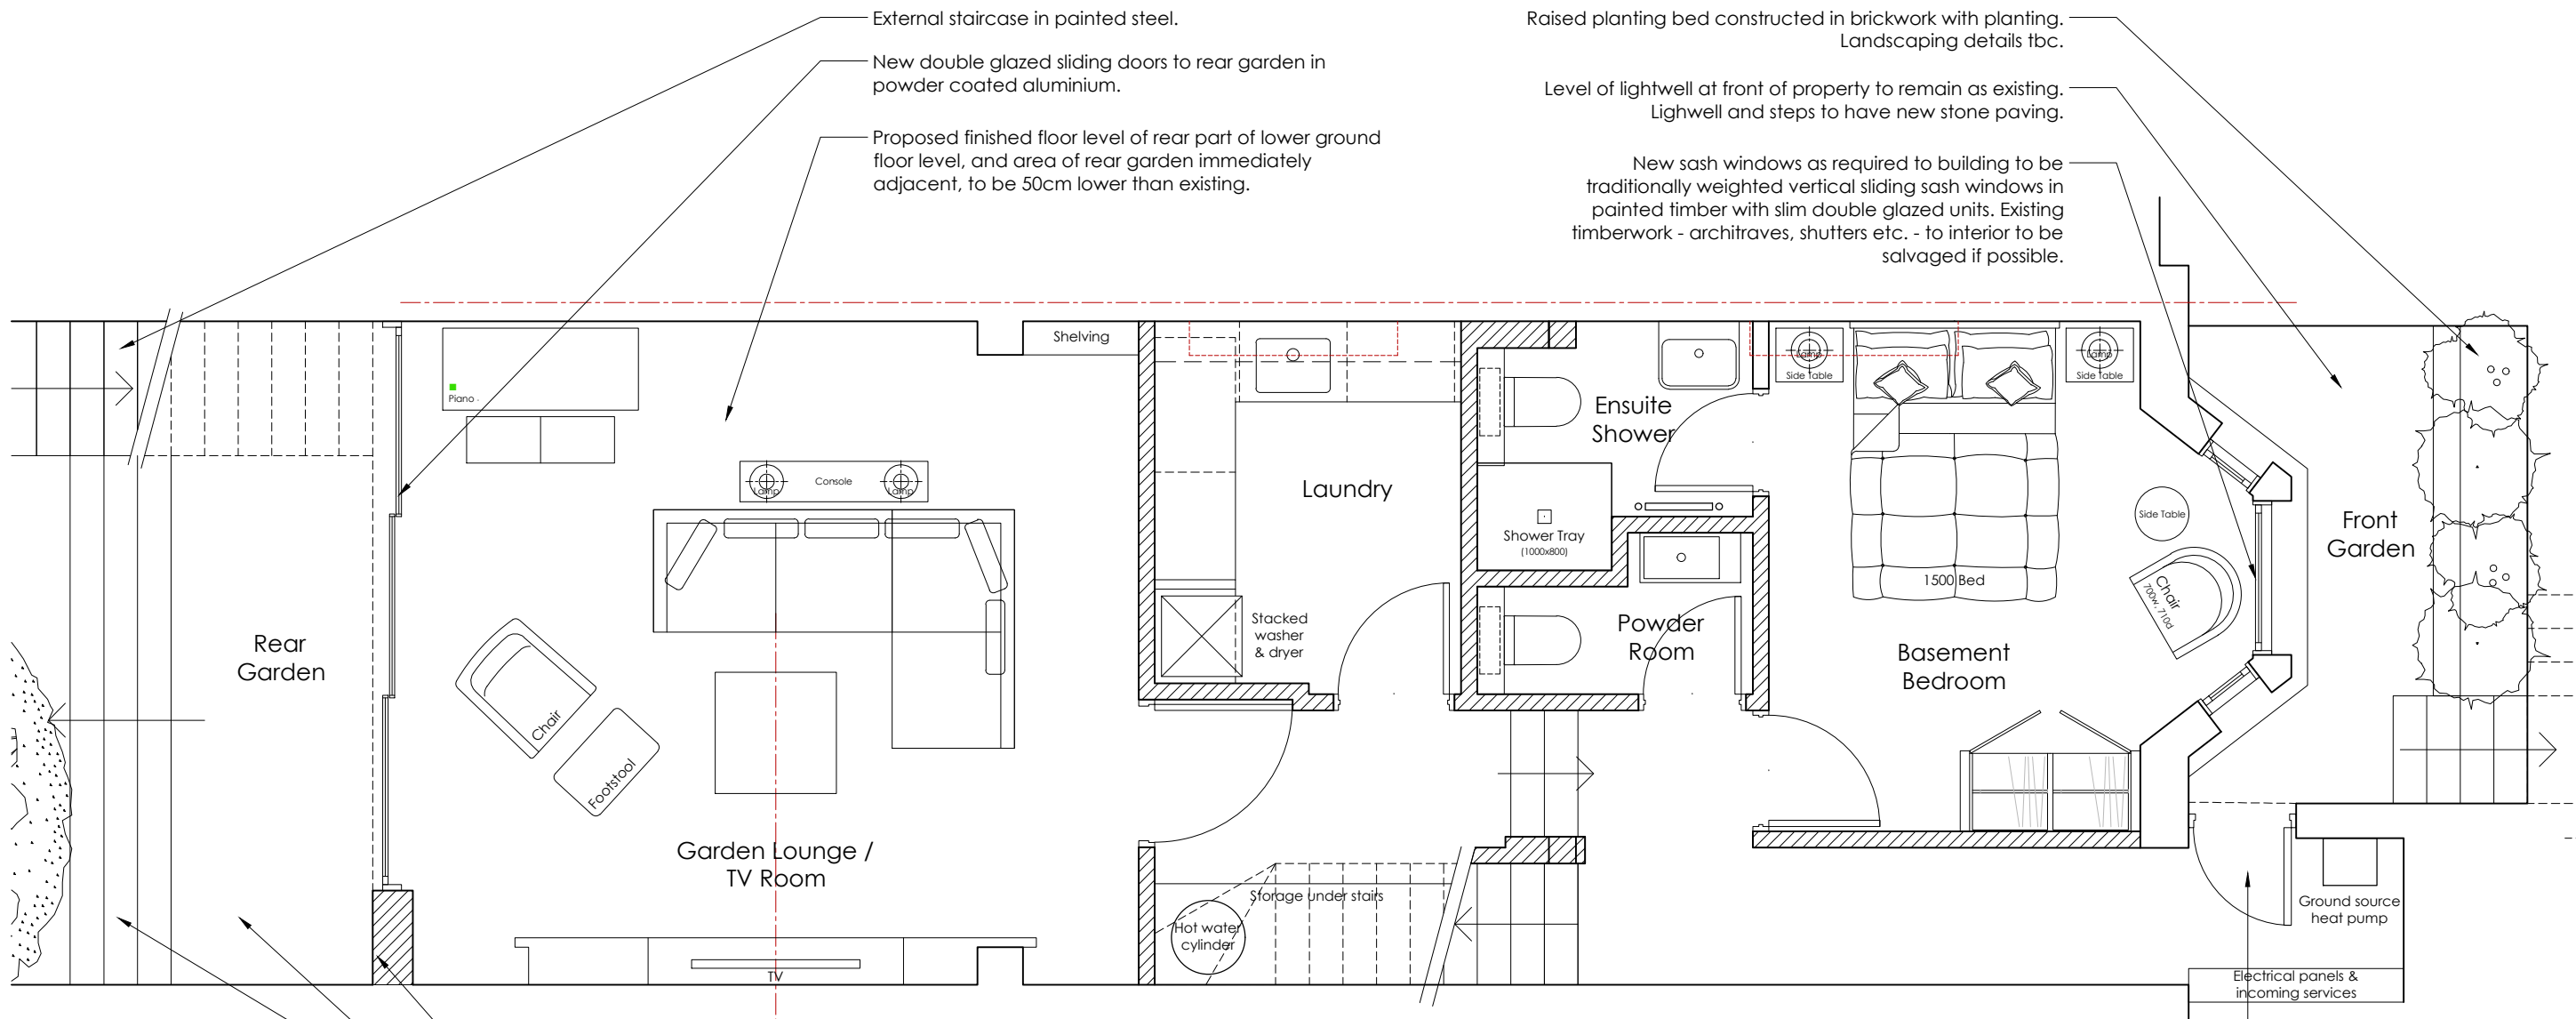 External staircase in painted steel.
New double glazed sliding doors to rear garden in
powder coated aluminium.
Proposed finished floor level of rear part of lower ground
floor level, and area of rear garden immediately
adjacent, to be 50cm lower than existing.
Raised planting bed constructed in brickwork with planting.
Landscaping details tbc.
Level of lightwell at front of property to remain as existing.
Lighwell and steps to have new stone paving.
New sash windows as required to building to be
traditionally weighted vertical sliding sash windows in
painted timber with slim double glazed units. Existing
timberwork - architraves, shutters etc. - to interior to be
salvaged if possible.
Shelving
Piano
Lamp
Console
Lamp
Rear
Garden
Chair
Footstool
Garden Lounge /
TV Room
TV
Laundry
Stacked
washer
& dryer
Storage under stairs
Hot water
cylinder
Ensuite
Shower
Shower Tray
(1000x800)
Powder
Room
Lamp
Side Table
Lamp
Side Table
1500 Bed
Side Table
Chair
700w, 710d
Basement
Bedroom
Front
Garden
Ground source
heat pump
Electrical panels &
incoming services